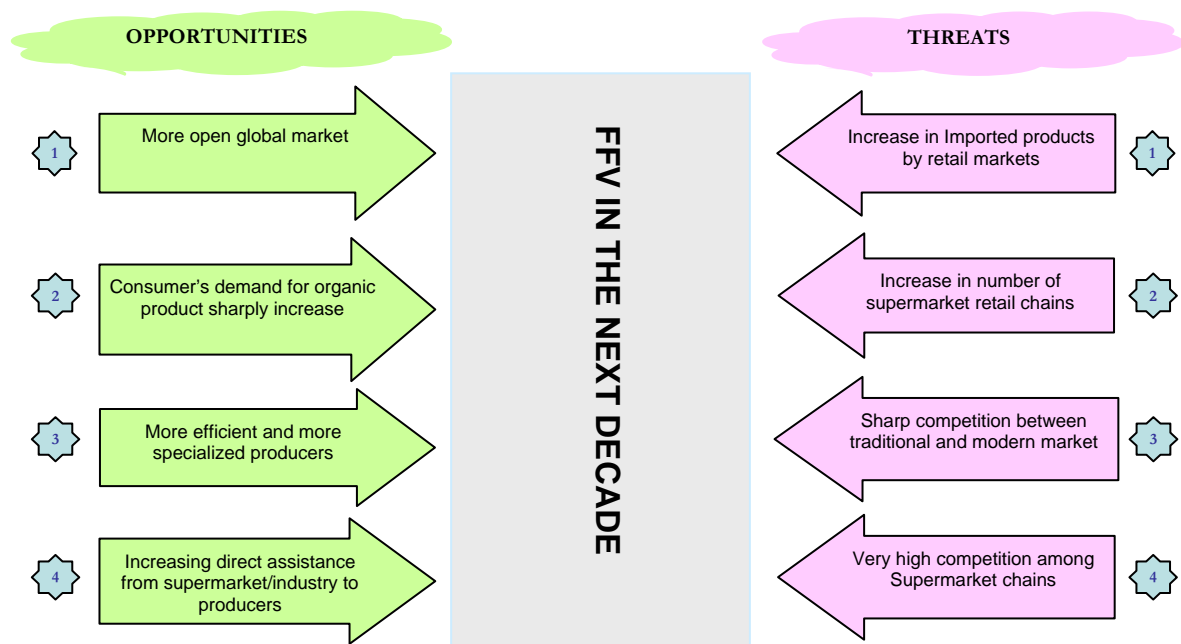 OPPORTUNITIES
THREATS
FFV IN THE NEXT DECADE
1
More open global market
2
Consumer's demand for organic
product sharply increase
3
More efficient and more
specialized producers
4
Increasing direct assistance
from supermarket/industry to
producers
Increase in Imported products
by retail markets
1
Increase in number of
supermarket retail chains
2
Sharp competition between
traditional and modern market
3
Very high competition among
Supermarket chains
4